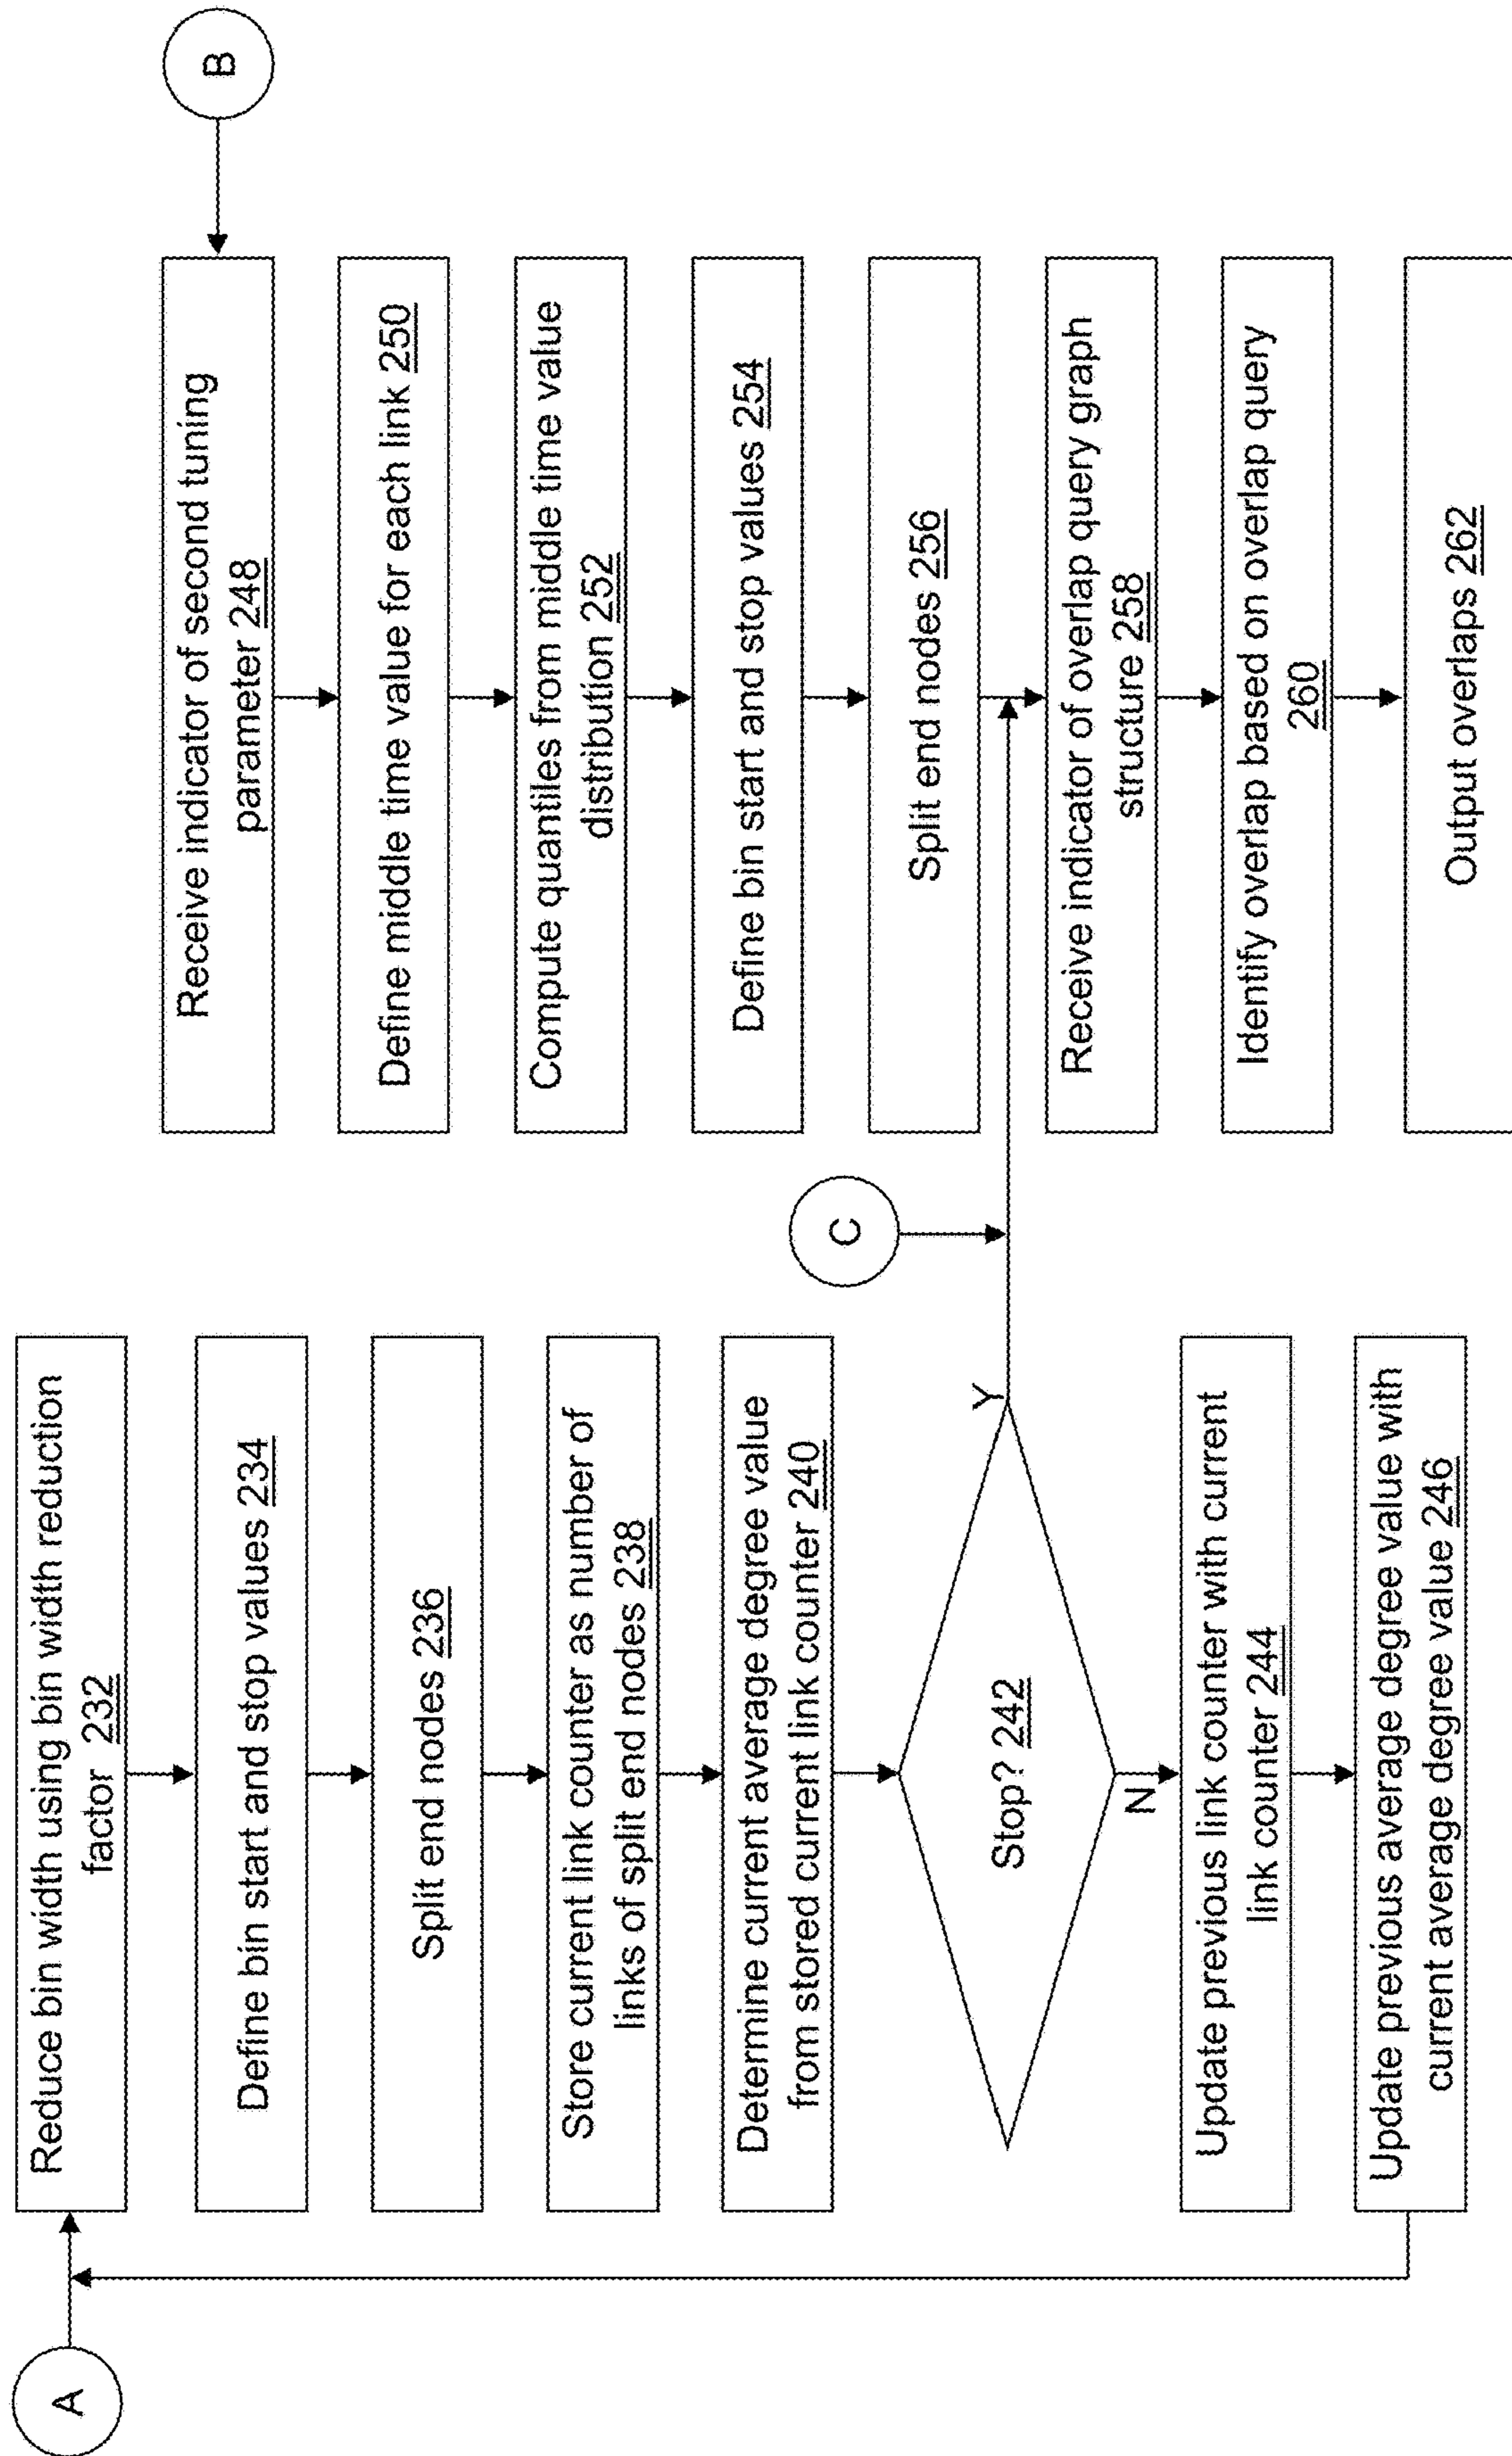 A
Reduce bin width using bin width reduction
factor 232
Define bin start and stop values 234
Split end nodes 236
Store current link counter as number of
links of split end nodes 238
Determine current average degree value
from stored current link counter 240
Stop? 242
Y
N
Update previous link counter with current
link counter 244
Update previous average degree value with
current average degree value 246
C
B
Receive indicator of second tuning
parameter 248
Define middle time value for each link 250
Compute quantiles from middle time value
distribution 252
Define bin start and stop values 254
Split end nodes 256
Receive indicator of overlap query graph
structure 258
Identify overlap based on overlap query
260
Output overlaps 262